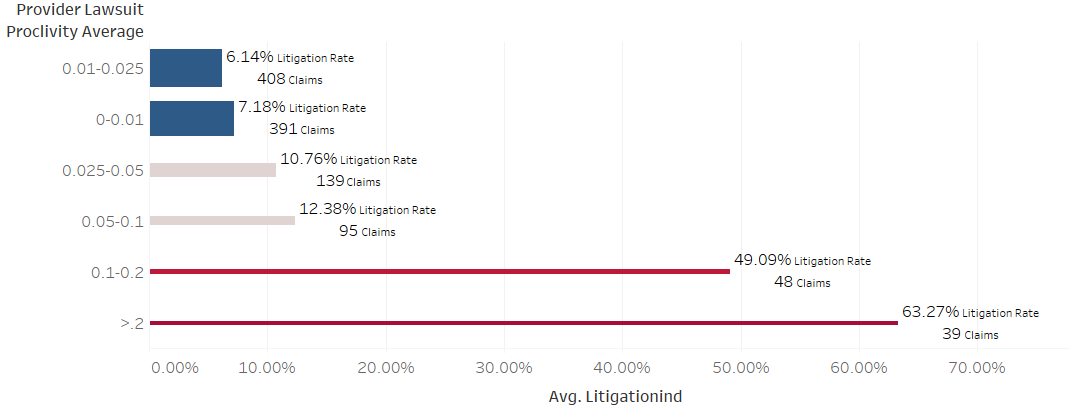 Provider Lawsuit
Proclivity Average
0.01-0.025
6.14% Litigation Rate
408 Claims
0-0.01
7.18% Litigation Rate
391 Claims
0.025-0.05
10.76% Litigation Rate
139 Claims
0.05-0.1
12.38% Litigation Rate
95 Claims
0.1-0.2
49.09% Litigation Rate
48 Claims
>.2
63.27% Litigation Rate
39 Claims
0.00% 10.00% 20.00% 30.00% 40.00% 50.00% 60.00% 70.00%
Avg. Litigationind